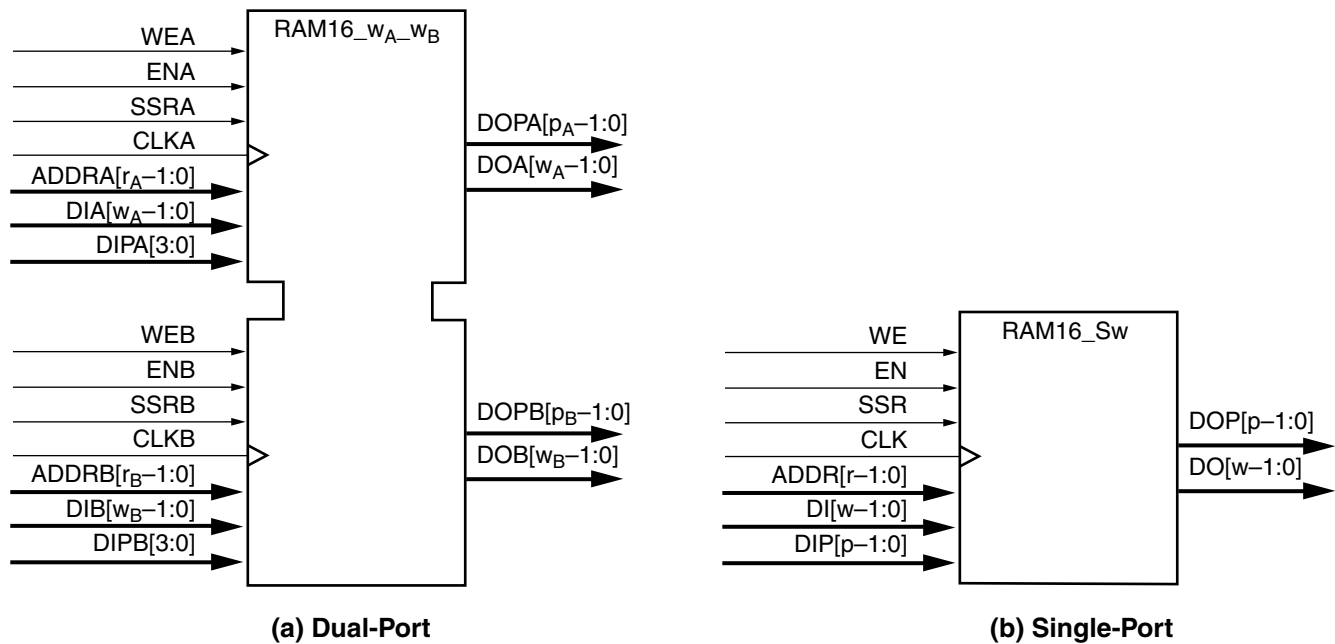 RAM16_wA_wB
WEA
ENA
SSRA
CLKA
ADDRA[rA–1:0]
DIA[wA–1:0]
DIPA[3:0]
DOPA[pA–1:0]
DOA[wA–1:0]
WEB
ENB
SSRB
CLKB
ADDRB[rB–1:0]
DIB[wB–1:0]
DIPB[3:0]
DOPB[pB–1:0]
DOB[wB–1:0]
(a) Dual-Port
RAM16_Sw
WE
EN
SSR
CLK
ADDR[r–1:0]
DI[w–1:0]
DIP[p–1:0]
DOP[p–1:0]
DO[w–1:0]
(b) Single-Port